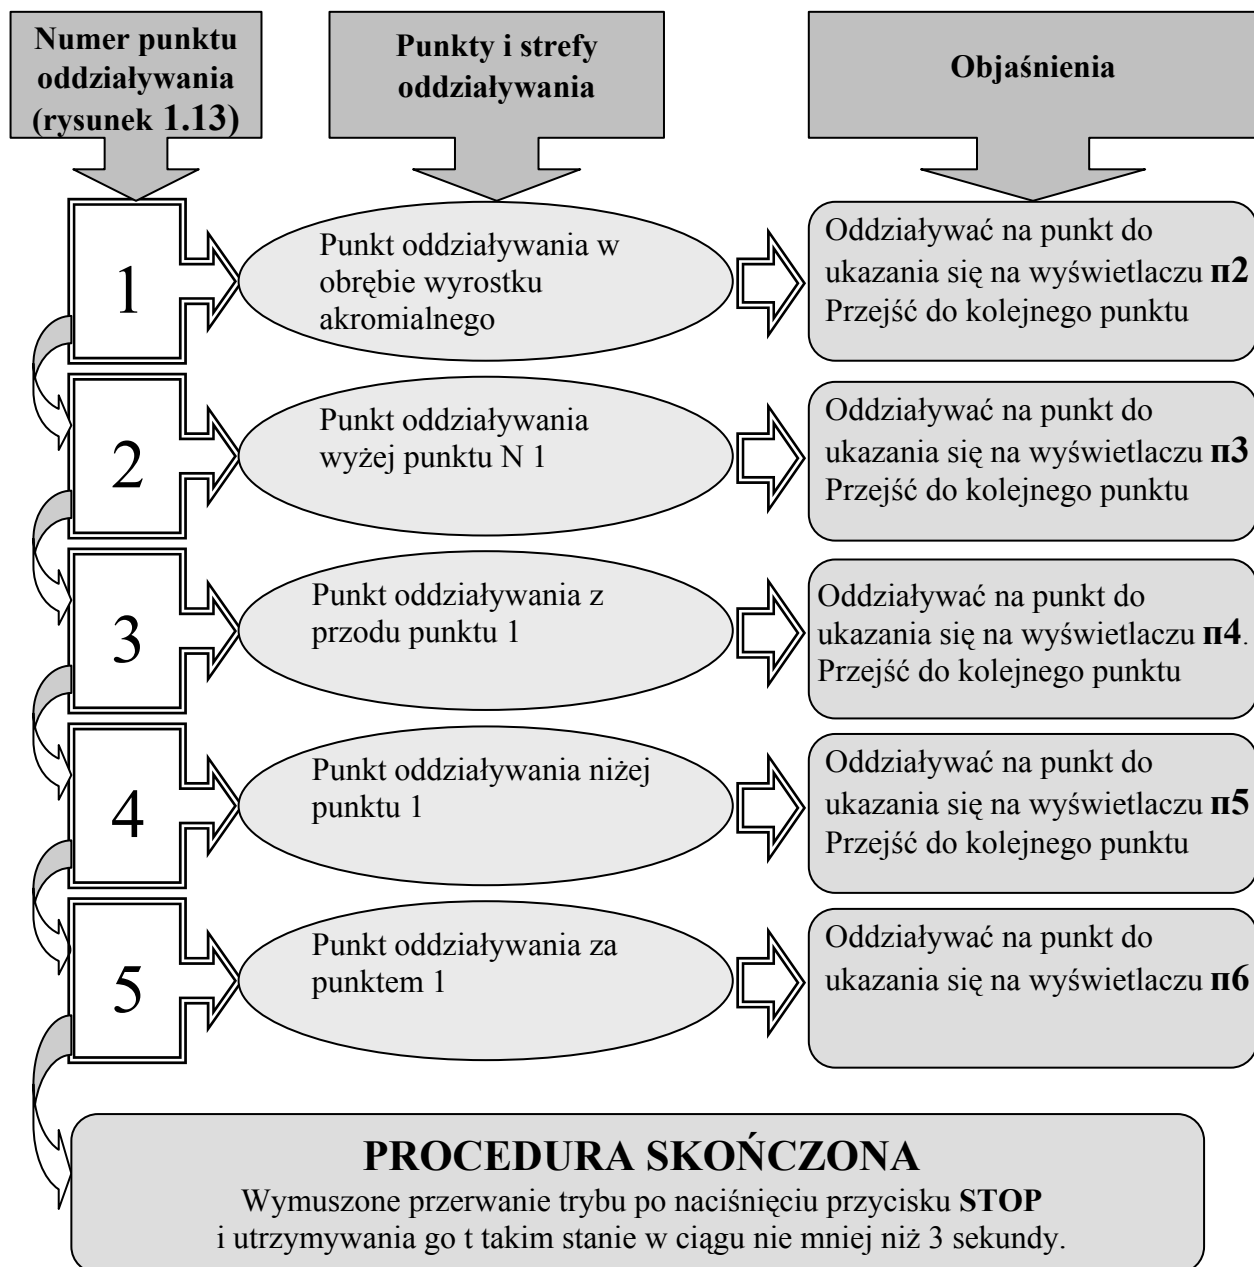 Numer punktu
oddziaływania
(rysunek 1.13)
Punkty i strefy
oddziaływania
Objaśnienia
1
Punkt oddziaływania w
obrębie wyrostku
akromialnego
Oddziaływać na punkt do
ukazania się na wyświetlaczu п2
Przejść do kolejnego punktu
2
Punkt oddziaływania
wyżej punktu N 1
Oddziaływać na punkt do
ukazania się na wyświetlaczu п3
Przejść do kolejnego punktu
3
Punkt oddziaływania z
przodu punktu 1
Oddziaływać na punkt do
ukazania się na wyświetlaczu п4.
Przejść do kolejnego punktu
4
Punkt oddziaływania niżej
punktu 1
Oddziaływać na punkt do
ukazania się na wyświetlaczu п5
Przejść do kolejnego punktu
5
Punkt oddziaływania za
punktem 1
Oddziaływać na punkt do
ukazania się na wyświetlaczu п6
PROCEDURA SKOŃCZONA
Wymuszone przerwanie trybu po naciśnięciu przycisku STOP
i utrzymywania go t takim stanie w ciągu nie mniej niż 3 sekundy.